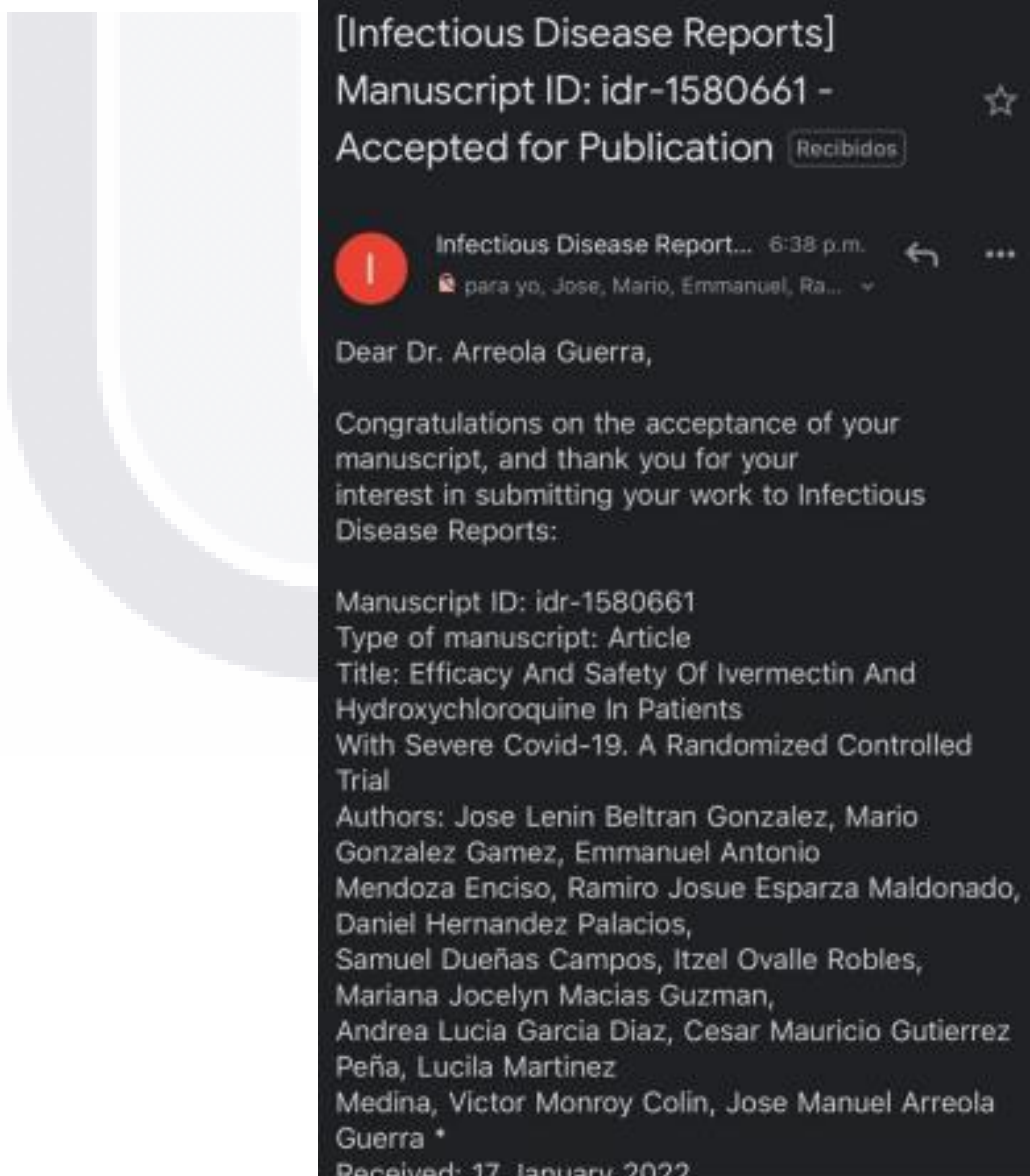 [Infectious Disease Reports]
Manuscript ID: idr-1580661 -
Accepted for Publication Recibidos
I
Infectious Disease Report... 6:38 p.m.
para yo, Jose, Mario, Emmanuel, Ra...
Dear Dr. Arreola Guerra,
Congratulations on the acceptance of your
manuscript, and thank you for your
interest in submitting your work to Infectious
Disease Reports:
Manuscript ID: idr-1580661
Type of manuscript: Article
Title: Efficacy And Safety Of Ivermectin And
Hydroxychloroquine In Patients
With Severe Covid-19. A Randomized Controlled
Trial
Authors: Jose Lenin Beltran Gonzalez, Mario
Gonzalez Gamez, Emmanuel Antonio
Mendoza Enciso, Ramiro Josue Esparza Maldonado,
Daniel Hernandez Palacios,
Samuel Dueñas Campos, Itzel Ovalle Robles,
Mariana Jocelyn Macias Guzman,
Andrea Lucia Garcia Diaz, Cesar Mauricio Gutierrez
Peña, Lucila Martinez
Medina, Victor Monroy Colin, Jose Manuel Arreola
Guerra *
Received: 17 January 2022